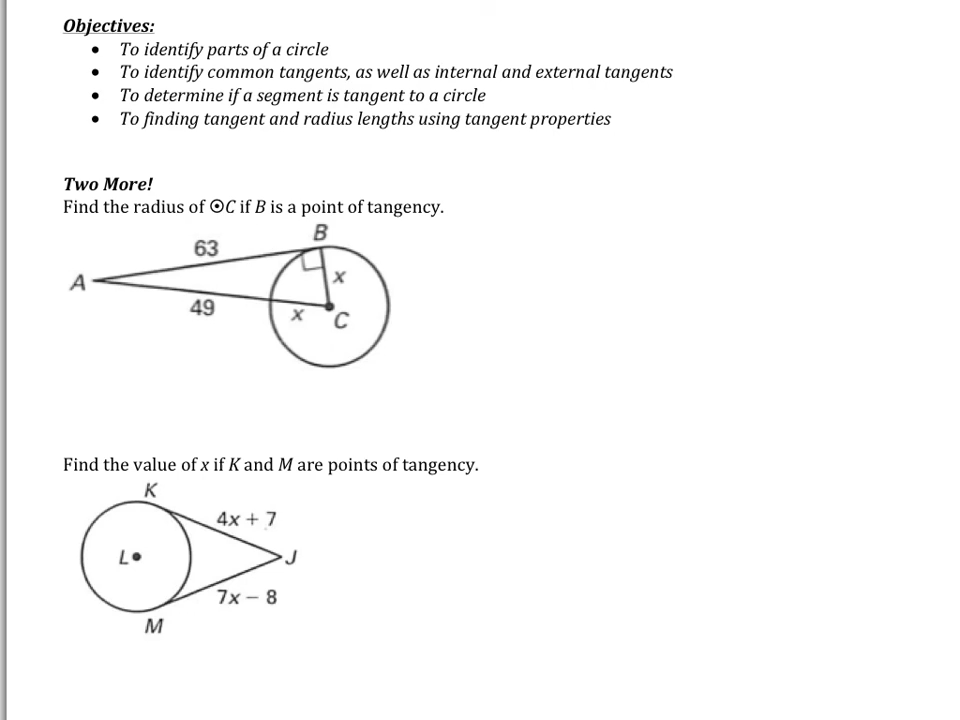 Objectives:
• To identify parts of a circle
• To identify common tangents, as well as internal and external tangents
• To determine if a segment is tangent to a circle
• To finding tangent and radius lengths using tangent properties
Two More!
Find the radius of ⊙C if B is a point of tangency.
B
63
A
x
49
x
C
Find the value of x if K and M are points of tangency.
K
4x + 7
L
J
7x – 8
M